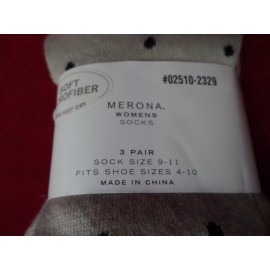 SOFT
MICROFIBER
#02510-2329
MERONA.
WOMENS
SOCKS
3 PAIR
SOCK SIZE 9-11
FITS SHOE SIZES 4-10
MADE IN CHINA